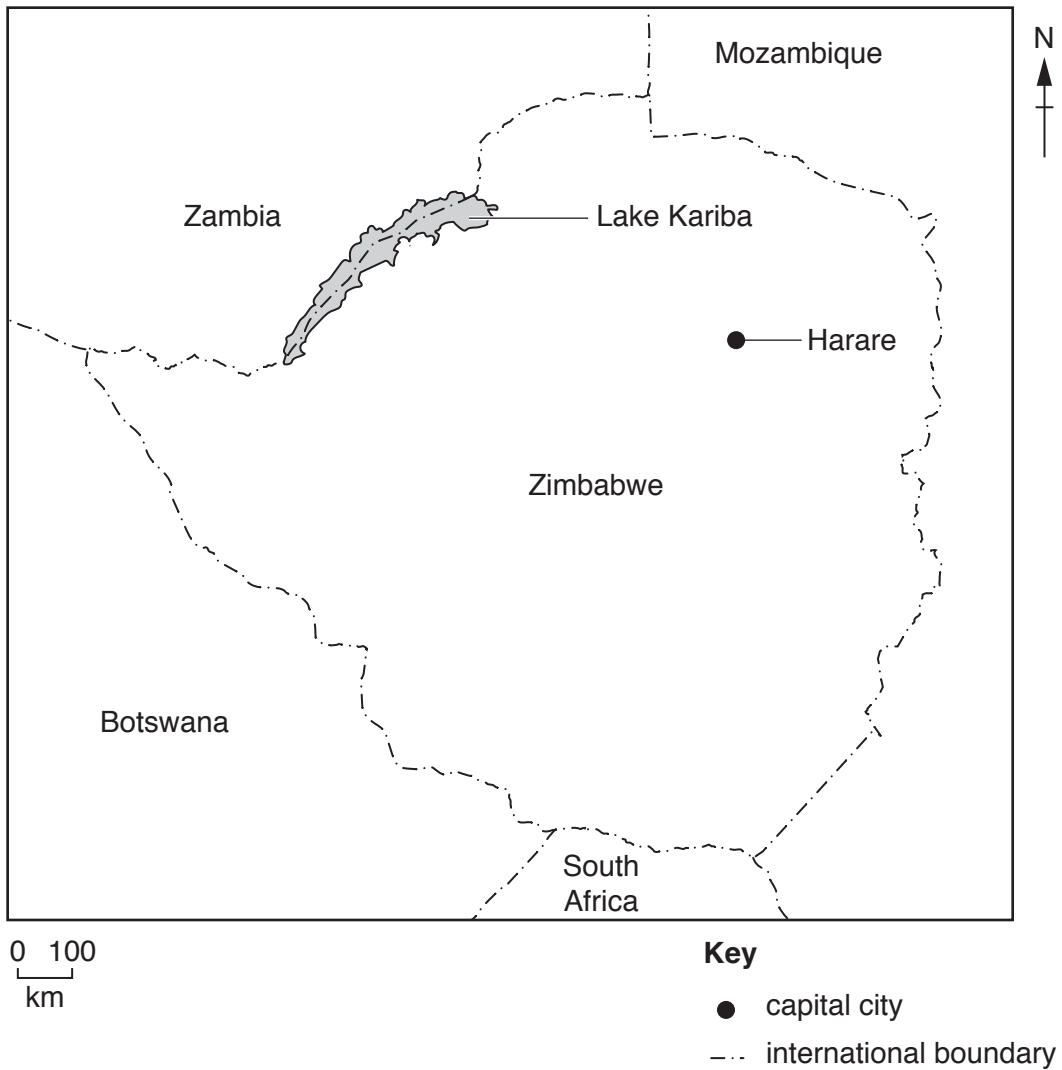 Mozambique
N
Zambia
Lake Kariba
Harare
Zimbabwe
Botswana
South
Africa
0 100
km
Key
capital city
international boundary